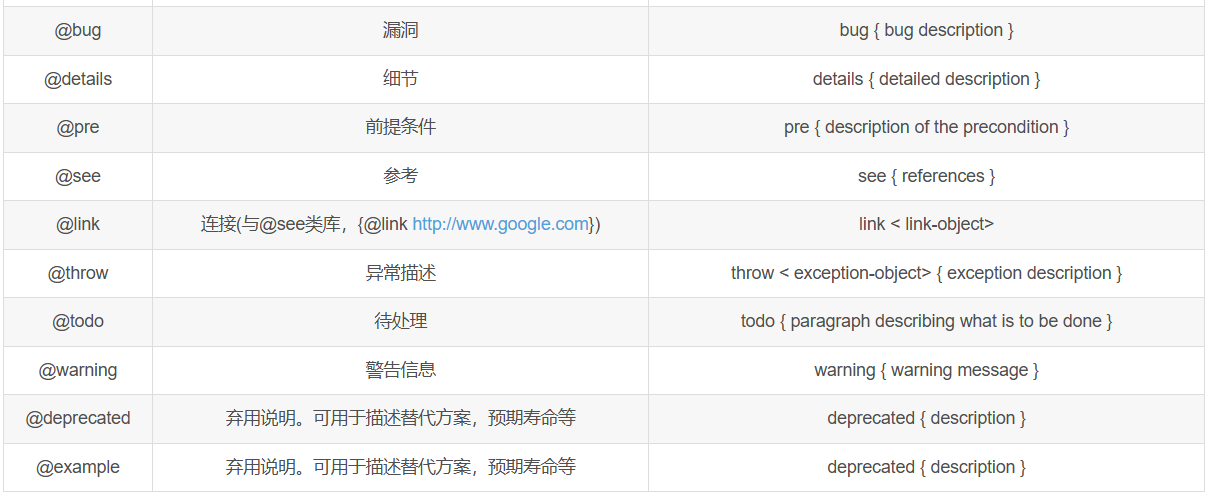 @bug 漏洞 bug { bug description }
@details 细节 details { detailed description }
@pre 前提条件 pre { description of the precondition }
@see 参考 see { references }
@link 连接(与@see类库，{@link http://www.google.com}) link < link-object>
@throw 异常描述 throw < exception-object> { exception description }
@todo 待处理 todo { paragraph describing what is to be done }
@warning 警告信息 warning { warning message }
@deprecated 弃用说明。可用于描述替代方案，预期寿命等 deprecated { description }
@example 弃用说明。可用于描述替代方案，预期寿命等 deprecated { description }